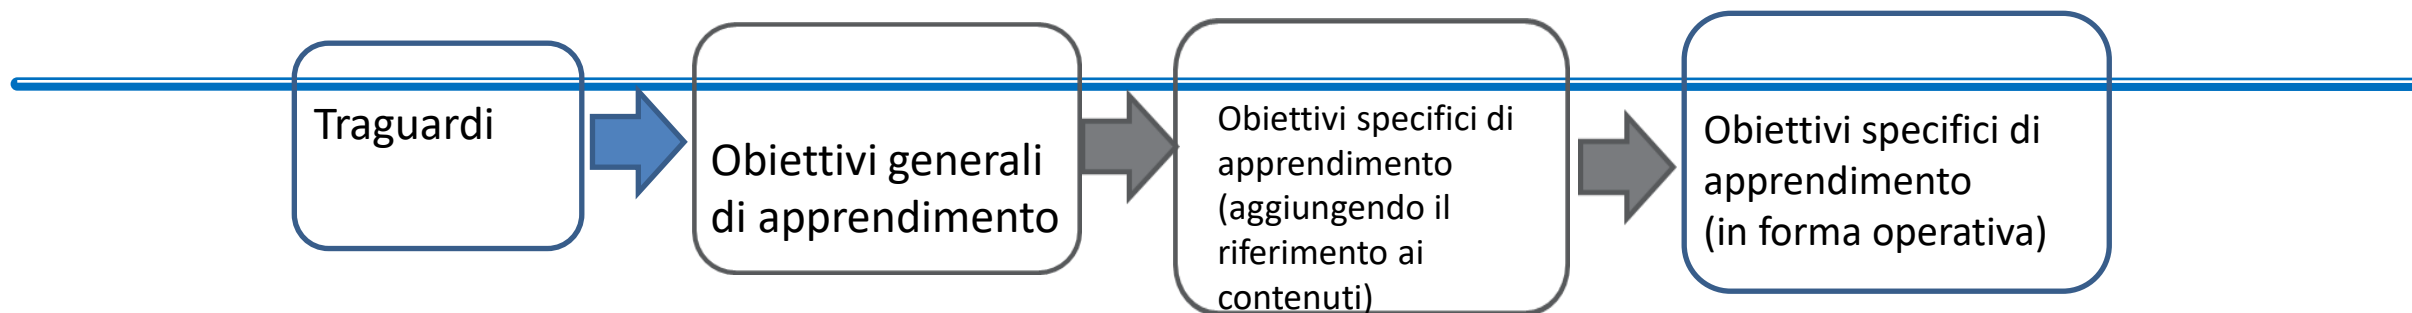 Traguardi
Obiettivi generali
di apprendimento
Obiettivi specifici di
apprendimento
(aggiungendo il
riferimento ai
contenuti)
Obiettivi specifici di
apprendimento
(in forma operativa)